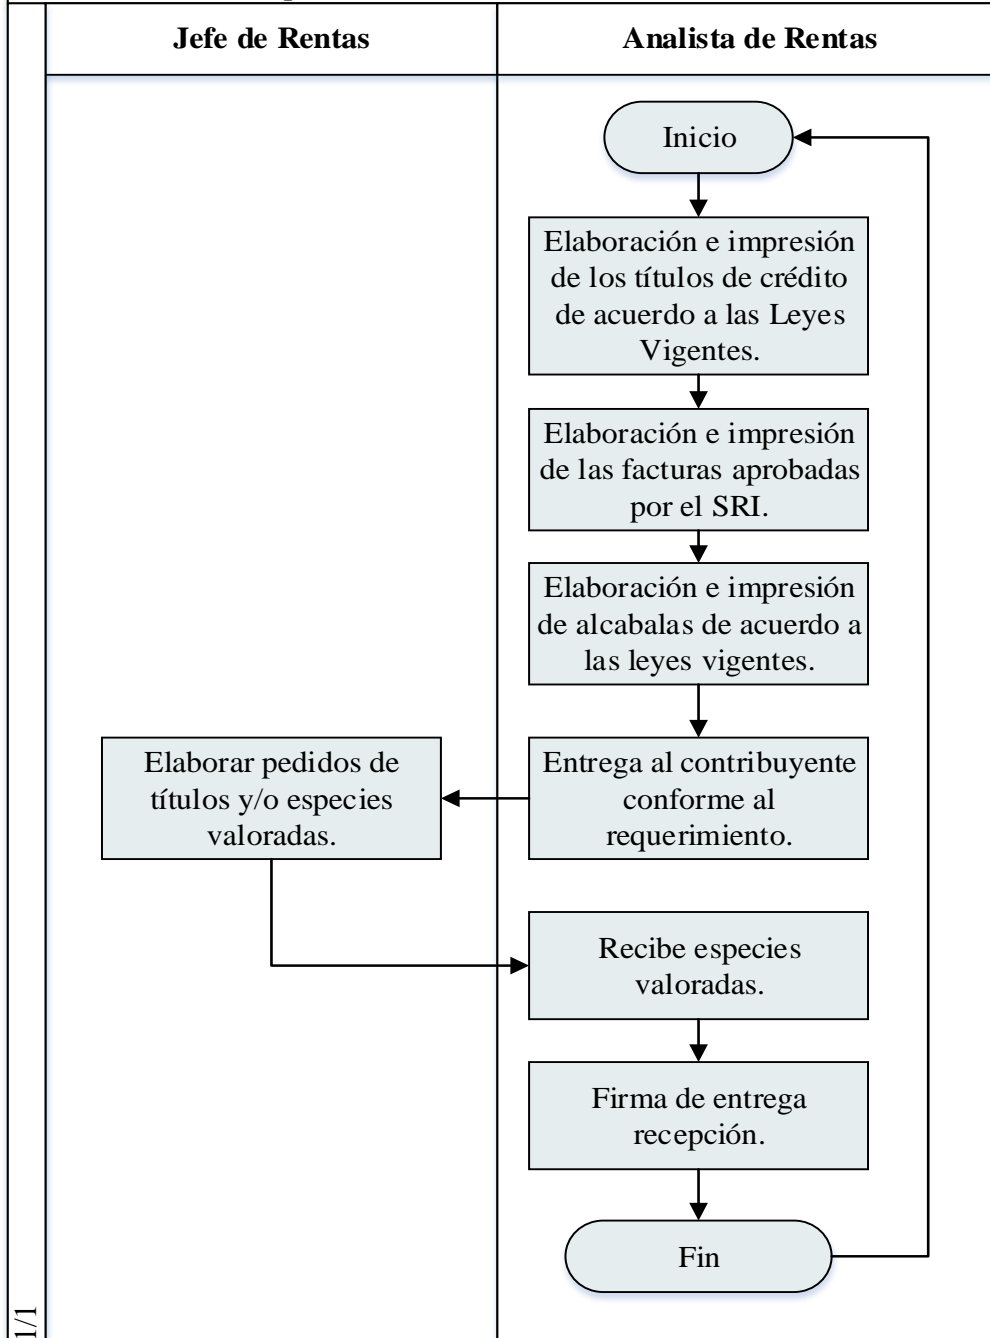 Jefe de Rentas
Analista de Rentas
Inicio
Elaboración e impresión
de los títulos de crédito
de acuerdo a las Leyes
Vigentes.
Elaboración e impresión
de las facturas aprobadas
por el SRI.
Elaboración e impresión
de alcabalas de acuerdo a
las leyes vigentes.
Elaborar pedidos de
títulos y/o especies
valoradas.
Entrega al contribuyente
conforme al
requerimiento.
Recibe especies
valoradas.
Firma de entrega
recepción.
Fin
1/1